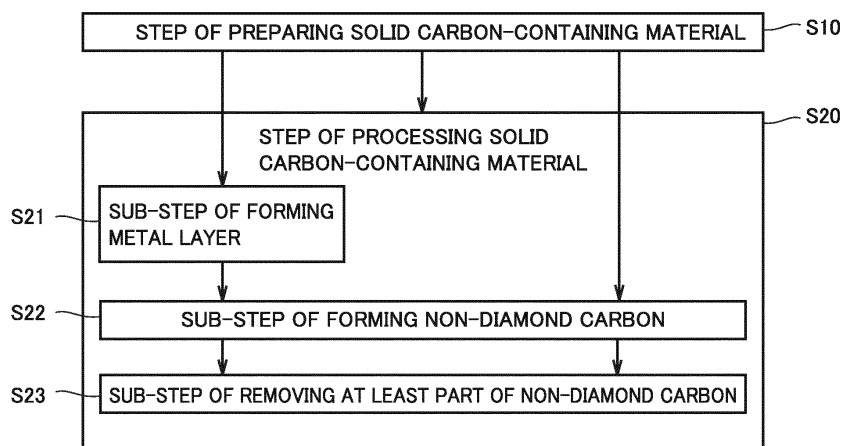 STEP OF PREPARING SOLID CARBON-CONTAINING MATERIAL
S10
S20
STEP OF PROCESSING SOLID
CARBON-CONTAINING MATERIAL
S21
SUB-STEP OF FORMING
METAL LAYER
S22
SUB-STEP OF FORMING NON-DIAMOND CARBON
S23
SUB-STEP OF REMOVING AT LEAST PART OF NON-DIAMOND CARBON